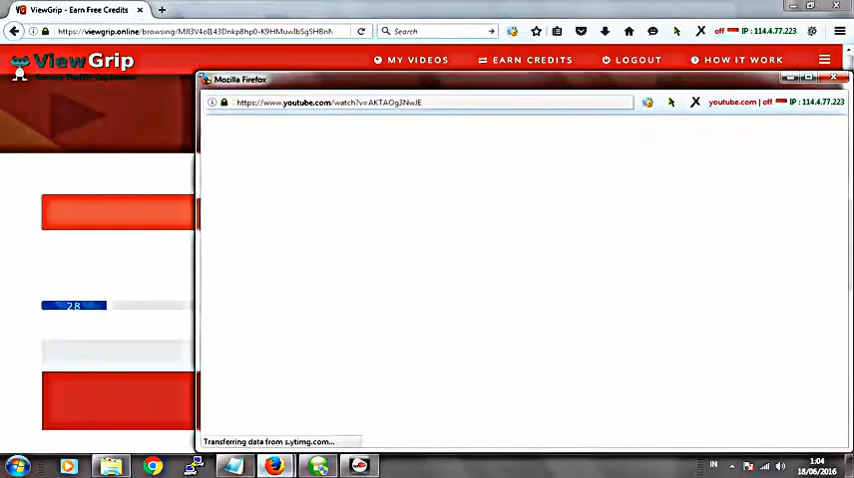 ViewGrip - Earn Free Credits
https://viewgrip.online/browsing/
Search
off
IP : 114.4.77.223
ViewGrip
MY VIDEOS
EARN CREDITS
LOGOUT
HOW IT WORK
Mozilla Firefox
https://www.youtube.com/watch?v=AKTAOg3NwJE
youtube.com | off
IP : 114.4.77.223
28
Transferring data from s.ytimg.com...
IN
1:04
18/06/2016